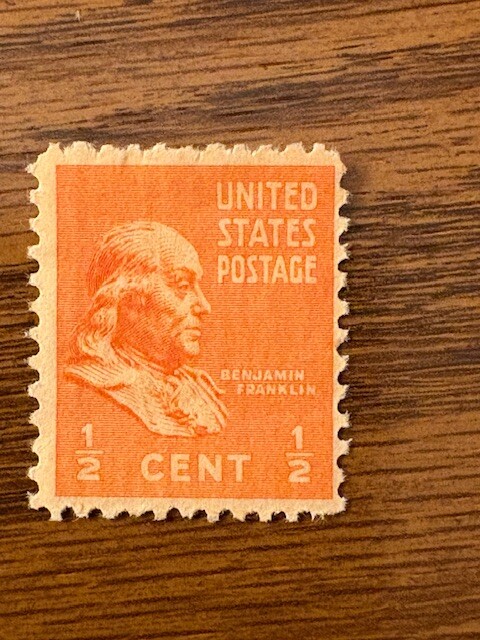 UNITED
STATES
POSTAGE
BENJAMIN
FRANKLIN
1/2 CENT 1/2